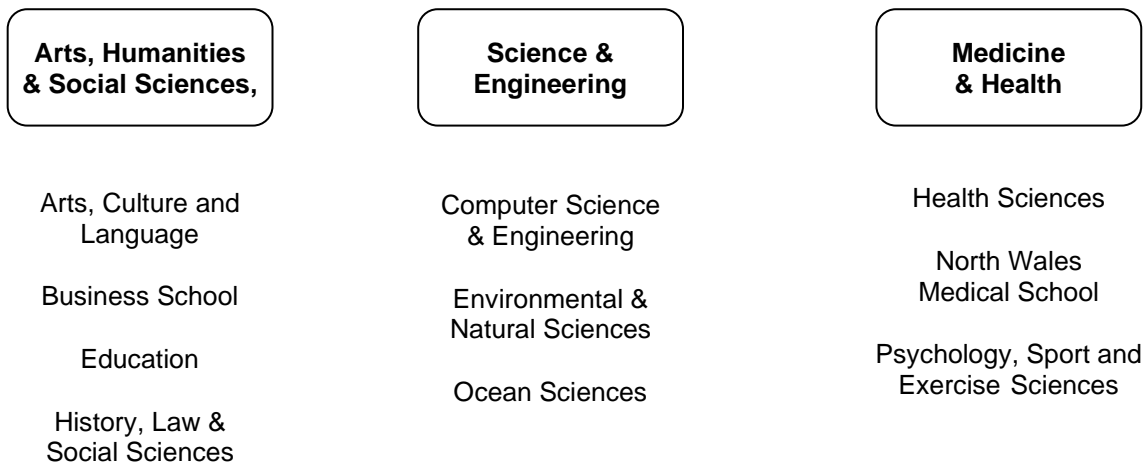 Arts, Humanities
& Social Sciences,
Arts, Culture and
Language
Business School
Education
History, Law &
Social Sciences
Science &
Engineering
Computer Science
& Engineering
Environmental &
Natural Sciences
Ocean Sciences
Medicine
& Health
Health Sciences
North Wales
Medical School
Psychology, Sport and
Exercise Sciences